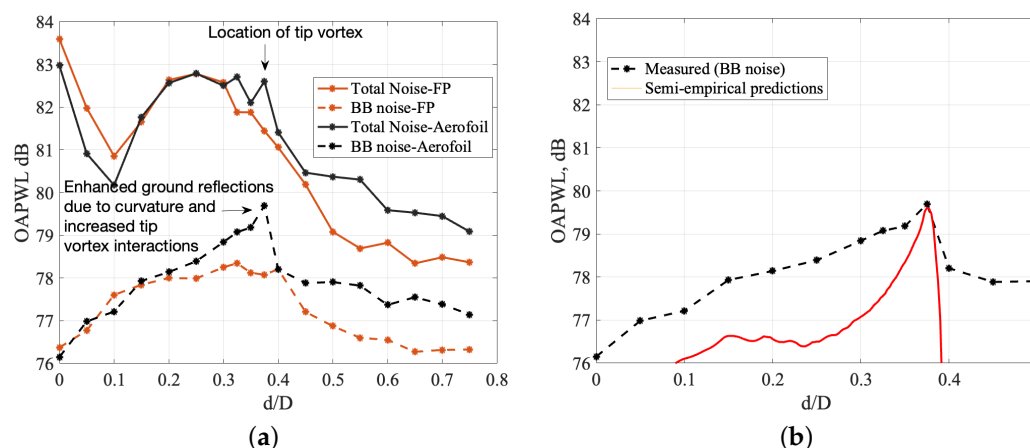 84
83
82
81
80
79
78
77
76
OAPWL dB
0
0.1
0.2
0.3
0.4
0.5
0.6
0.7
0.8
d/D
Location of tip vortex
Total Noise-FP
BB noise-FP
Total Noise-Aerofoil
BB noise-Aerofoil
Enhanced ground reflections
due to curvature and
increased tip
vortex interactions
(a)
84
83
82
81
80
79
78
77
76
OAPWL, dB
0
0.1
0.2
0.3
0.4
d/D
Measured (BB noise)
Semi-empirical predictions
(b)